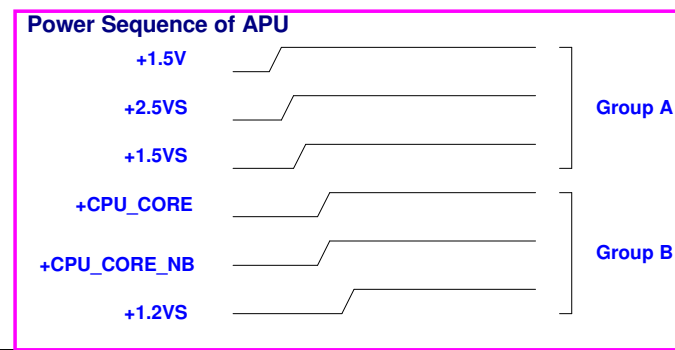 Power Sequence of APU
+1.5V
+2.5VS
Group A
+1.5VS
+CPU_CORE
+CPU_CORE_NB
Group B
+1.2VS